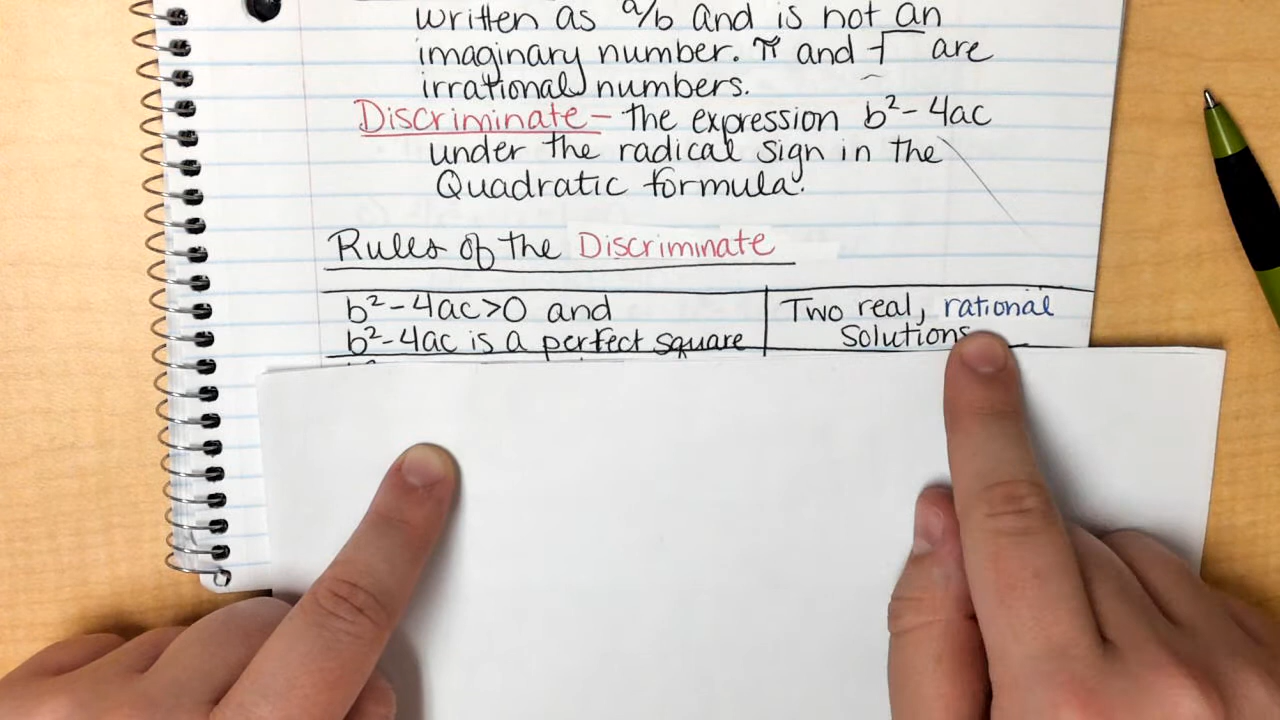 written as a/b and is not an
imaginary number. π and √ are
irrational numbers.
Discriminate- the expression b²-4ac
under the radical sign in the
Quadratic formula.
Rules of the Discriminate
b²-4ac>0 and
b²-4ac is a perfect square
Two real, rational
solutions